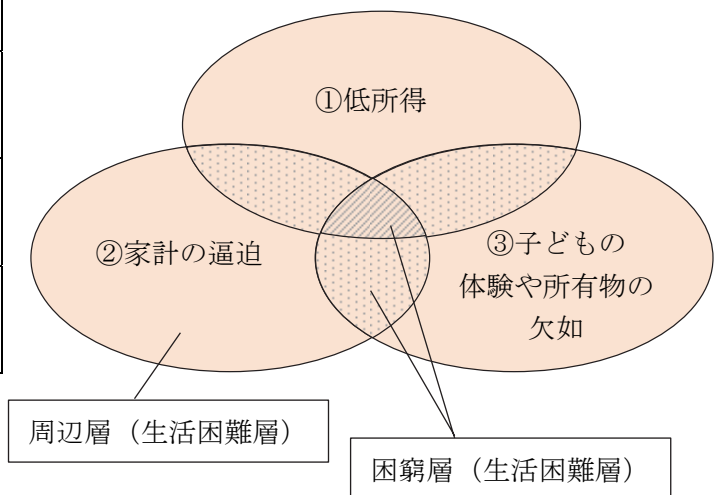 ①低所得
②家計の逼迫
③子どもの
体験や所有物の
欠如
周辺層（生活困難層）
困窮層（生活困難層）